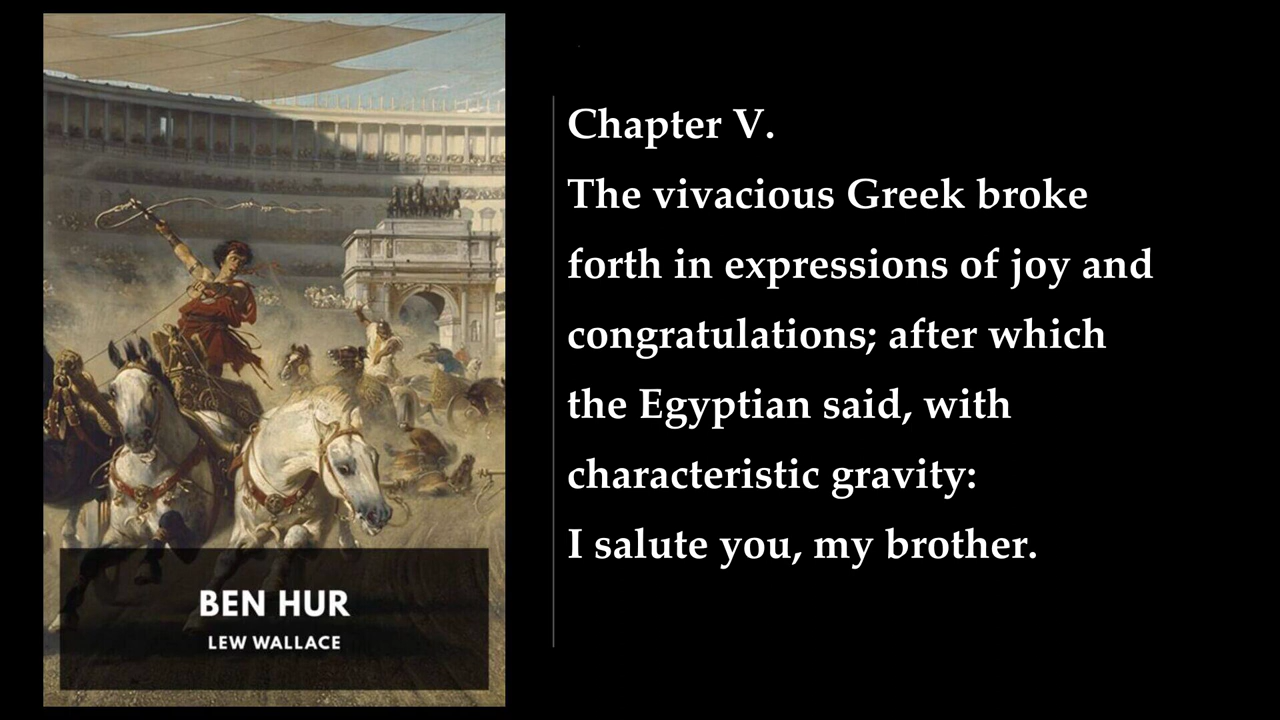 Chapter V.
The vivacious Greek broke
forth in expressions of joy and
congratulations; after which
the Egyptian said, with
characteristic gravity:
I salute you, my brother.
BEN HUR
LEW WALLACE